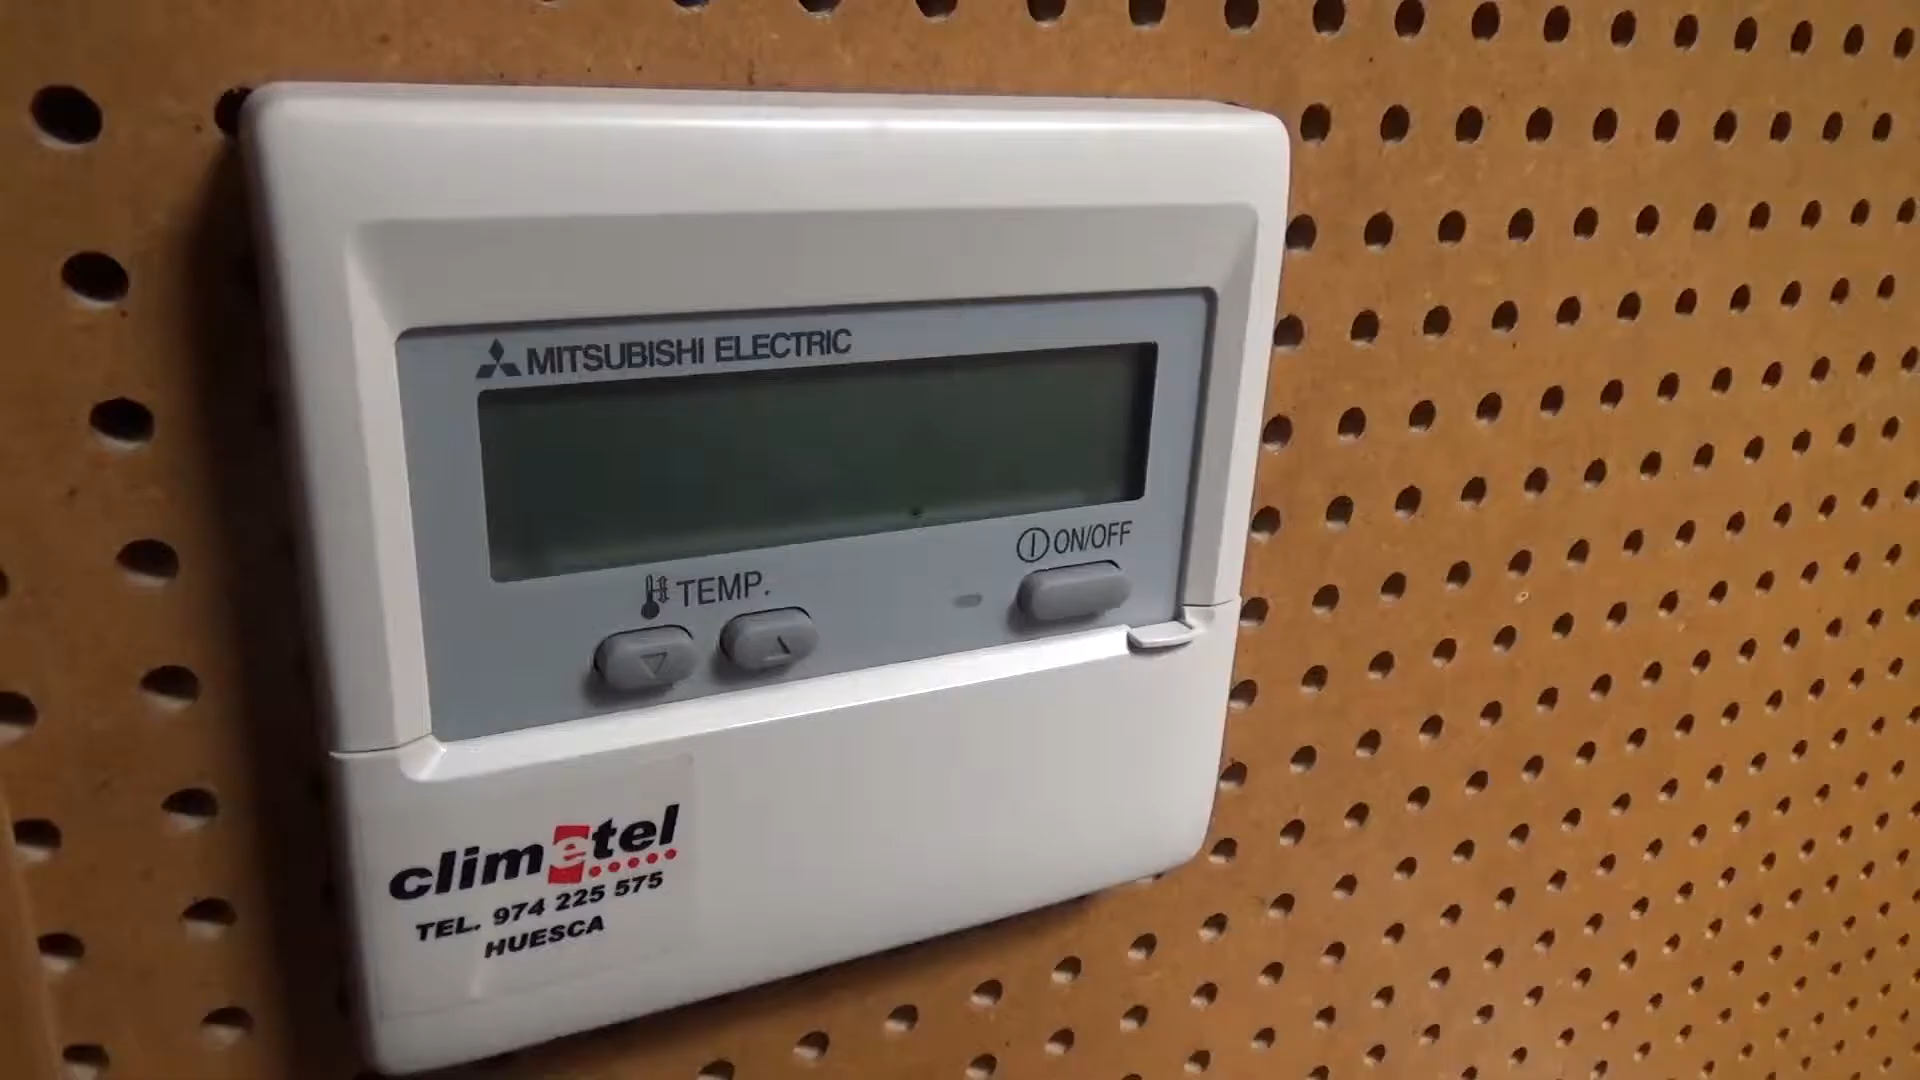 MITSUBISHI ELECTRIC
ON/OFF
TEMP.
climetel
TEL. 974 225 575
HUESCA